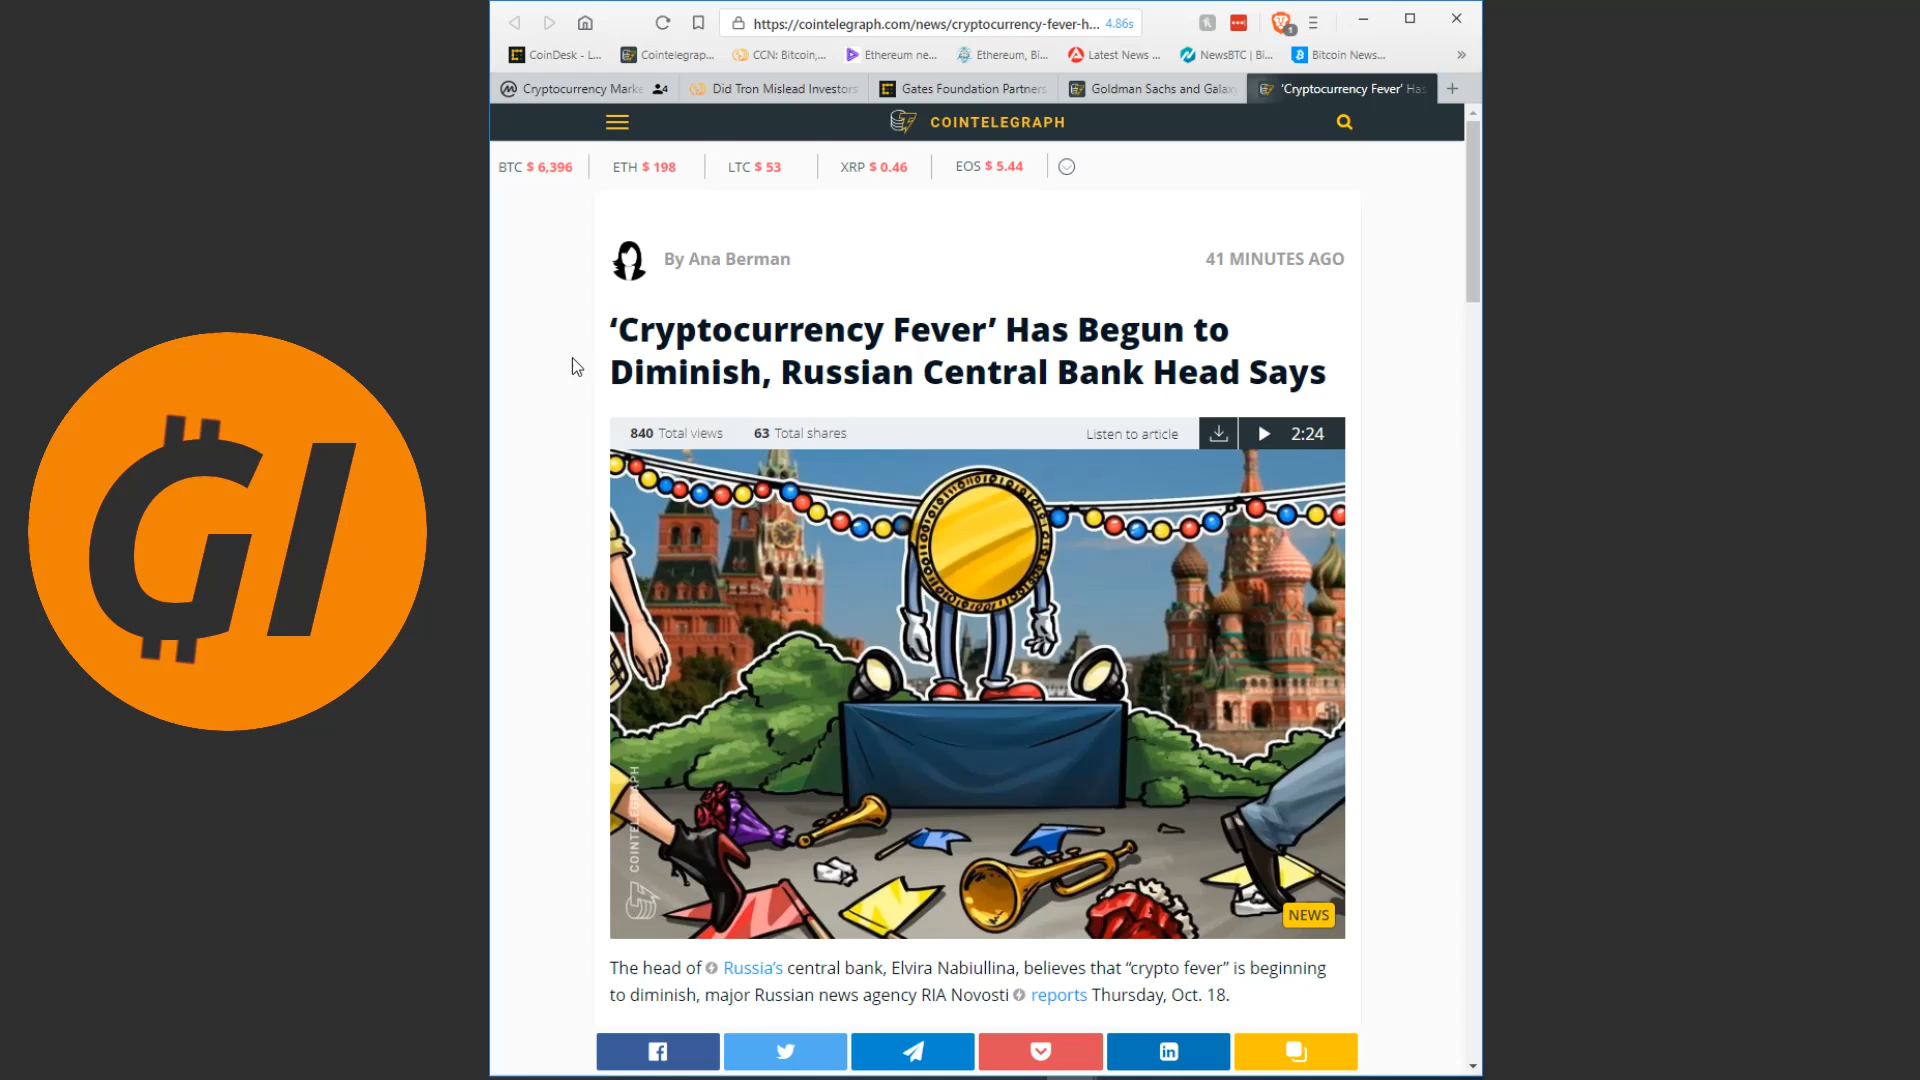 https://cointelegraph.com/news/cryptocurrency-fever-h... 4.86s
1
CoinDesk - L... Cointelegrap... CCN: Bitcoin,... Ethereum ne... Ethereum, Bi... Latest News ... NewsBTC | Bi... Bitcoin News... »
Cryptocurrency Marke 4 Did Tron Mislead Investors Gates Foundation Partners Goldman Sachs and Galax 'Cryptocurrency Fever' Has
COINTELEGRAPH
BTC $ 6,396 ETH $ 198 LTC $ 53 XRP $ 0.46 EOS $ 5.44
By Ana Berman 41 MINUTES AGO
‘Cryptocurrency Fever’ Has Begun to
Diminish, Russian Central Bank Head Says
840 Total views 63 Total shares Listen to article 2:24
COINTELEGRAPH
NEWS
The head of Russia’s central bank, Elvira Nabiullina, believes that “crypto fever” is beginning
to diminish, major Russian news agency RIA Novosti reports Thursday, Oct. 18.
GI